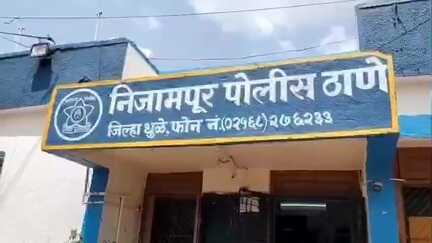 निजामपूर पोलीस ठाणे
जिल्हा धुळे. फोन नं.(०२५६८)२७६२३३